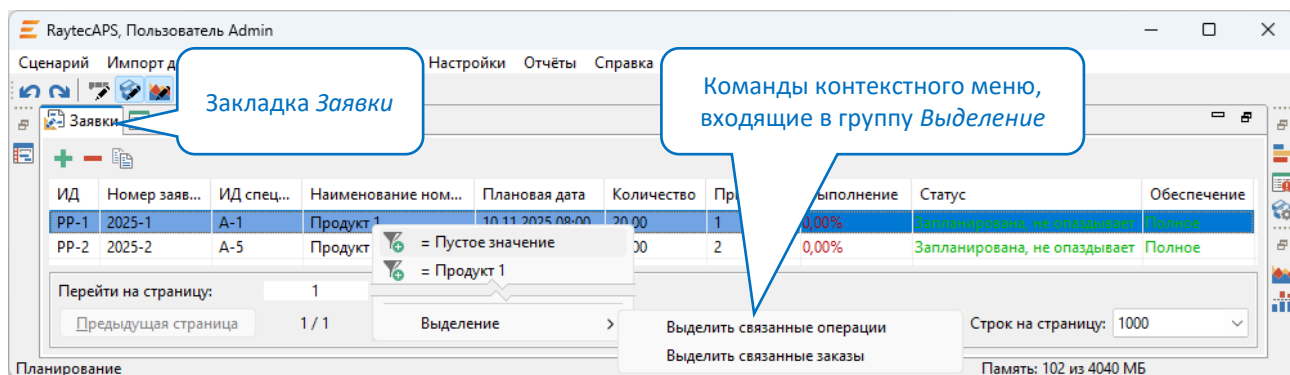 RaytecAPS, Пользователь Admin
Сценарий Импорт д Настройки Отчёты Справка
Закладка Заявки
Команды контекстного меню,
входящие в группу Выделение
Заявки
ИД Номер заяв... ИД спец... Наименование ном... Плановая дата Количество При ыполнение Статус Обеспечение
PP-1 2025-1 A-1 Продукт 1 10.11.2025 08:00 20,00 1 0,00% Запланирована, не опаздывает Полное
PP-2 2025-2 A-5 Продукт 00 2 0,00% Запланирована, не опаздывает Полное
= Пустое значение
= Продукт 1
Перейти на страницу: 1
Предыдущая страница 1 / 1 Выделение Выделить связанные операции Строк на страницу: 1000
Выделить связанные заказы
Планирование Память: 102 из 4040 МБ